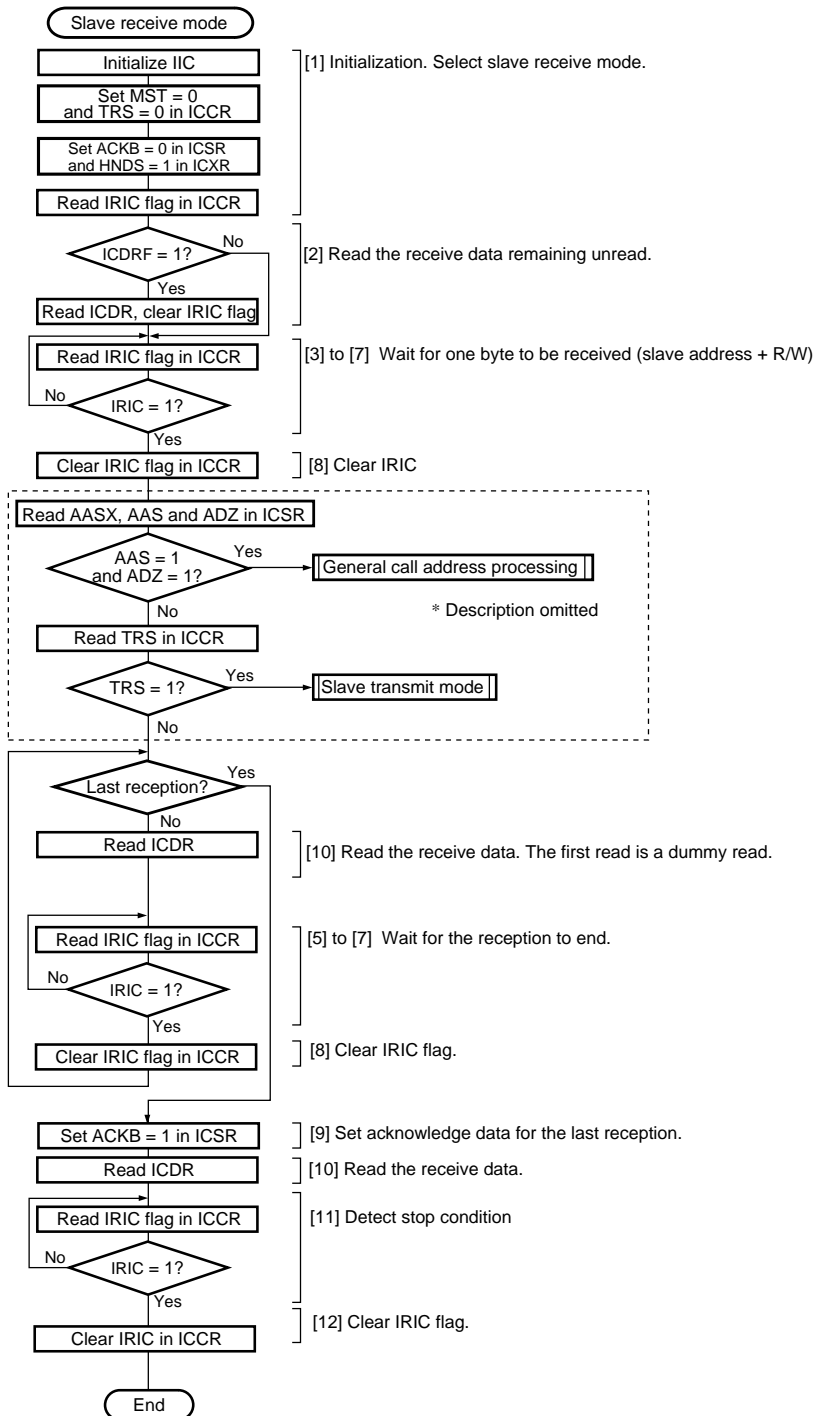 Slave receive mode
Initialize IIC
[1] Initialization. Select slave receive mode.
Set MST = 0
and TRS = 0 in ICCR
Set ACKB = 0 in ICSR
and HNDS = 1 in ICXR
Read IRIC flag in ICCR
ICDRF = 1?
No
[2] Read the receive data remaining unread.
Yes
Read ICDR, clear IRIC flag
Read IRIC flag in ICCR
[3] to [7] Wait for one byte to be received (slave address + R/W)
No
IRIC = 1?
Yes
Clear IRIC flag in ICCR
[8] Clear IRIC
Read AASX, AAS and ADZ in ICSR
AAS = 1
and ADZ = 1?
Yes
General call address processing
No
* Description omitted
Read TRS in ICCR
TRS = 1?
Yes
Slave transmit mode
No
Last reception?
Yes
No
Read ICDR
[10] Read the receive data. The first read is a dummy read.
Read IRIC flag in ICCR
[5] to [7] Wait for the reception to end.
No
IRIC = 1?
Yes
Clear IRIC flag in ICCR
[8] Clear IRIC flag.
Set ACKB = 1 in ICSR
[9] Set acknowledge data for the last reception.
Read ICDR
[10] Read the receive data.
Read IRIC flag in ICCR
[11] Detect stop condition
No
IRIC = 1?
Yes
Clear IRIC in ICCR
[12] Clear IRIC flag.
End